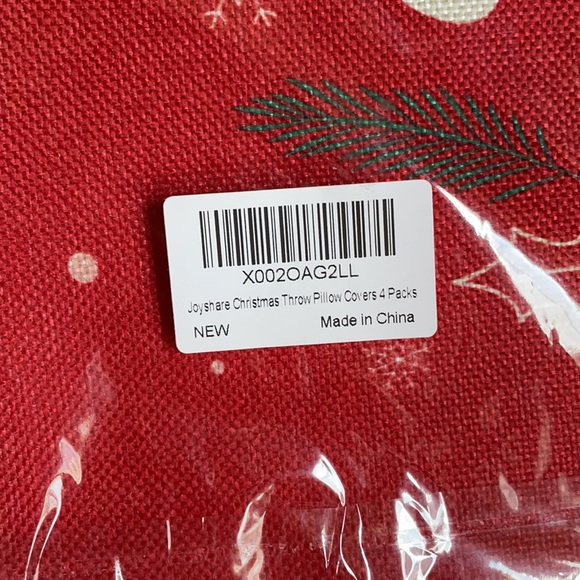 X002OAG2LL
Joyshare Christmas Throw Pillow Covers 4 Packs
NEW Made in China